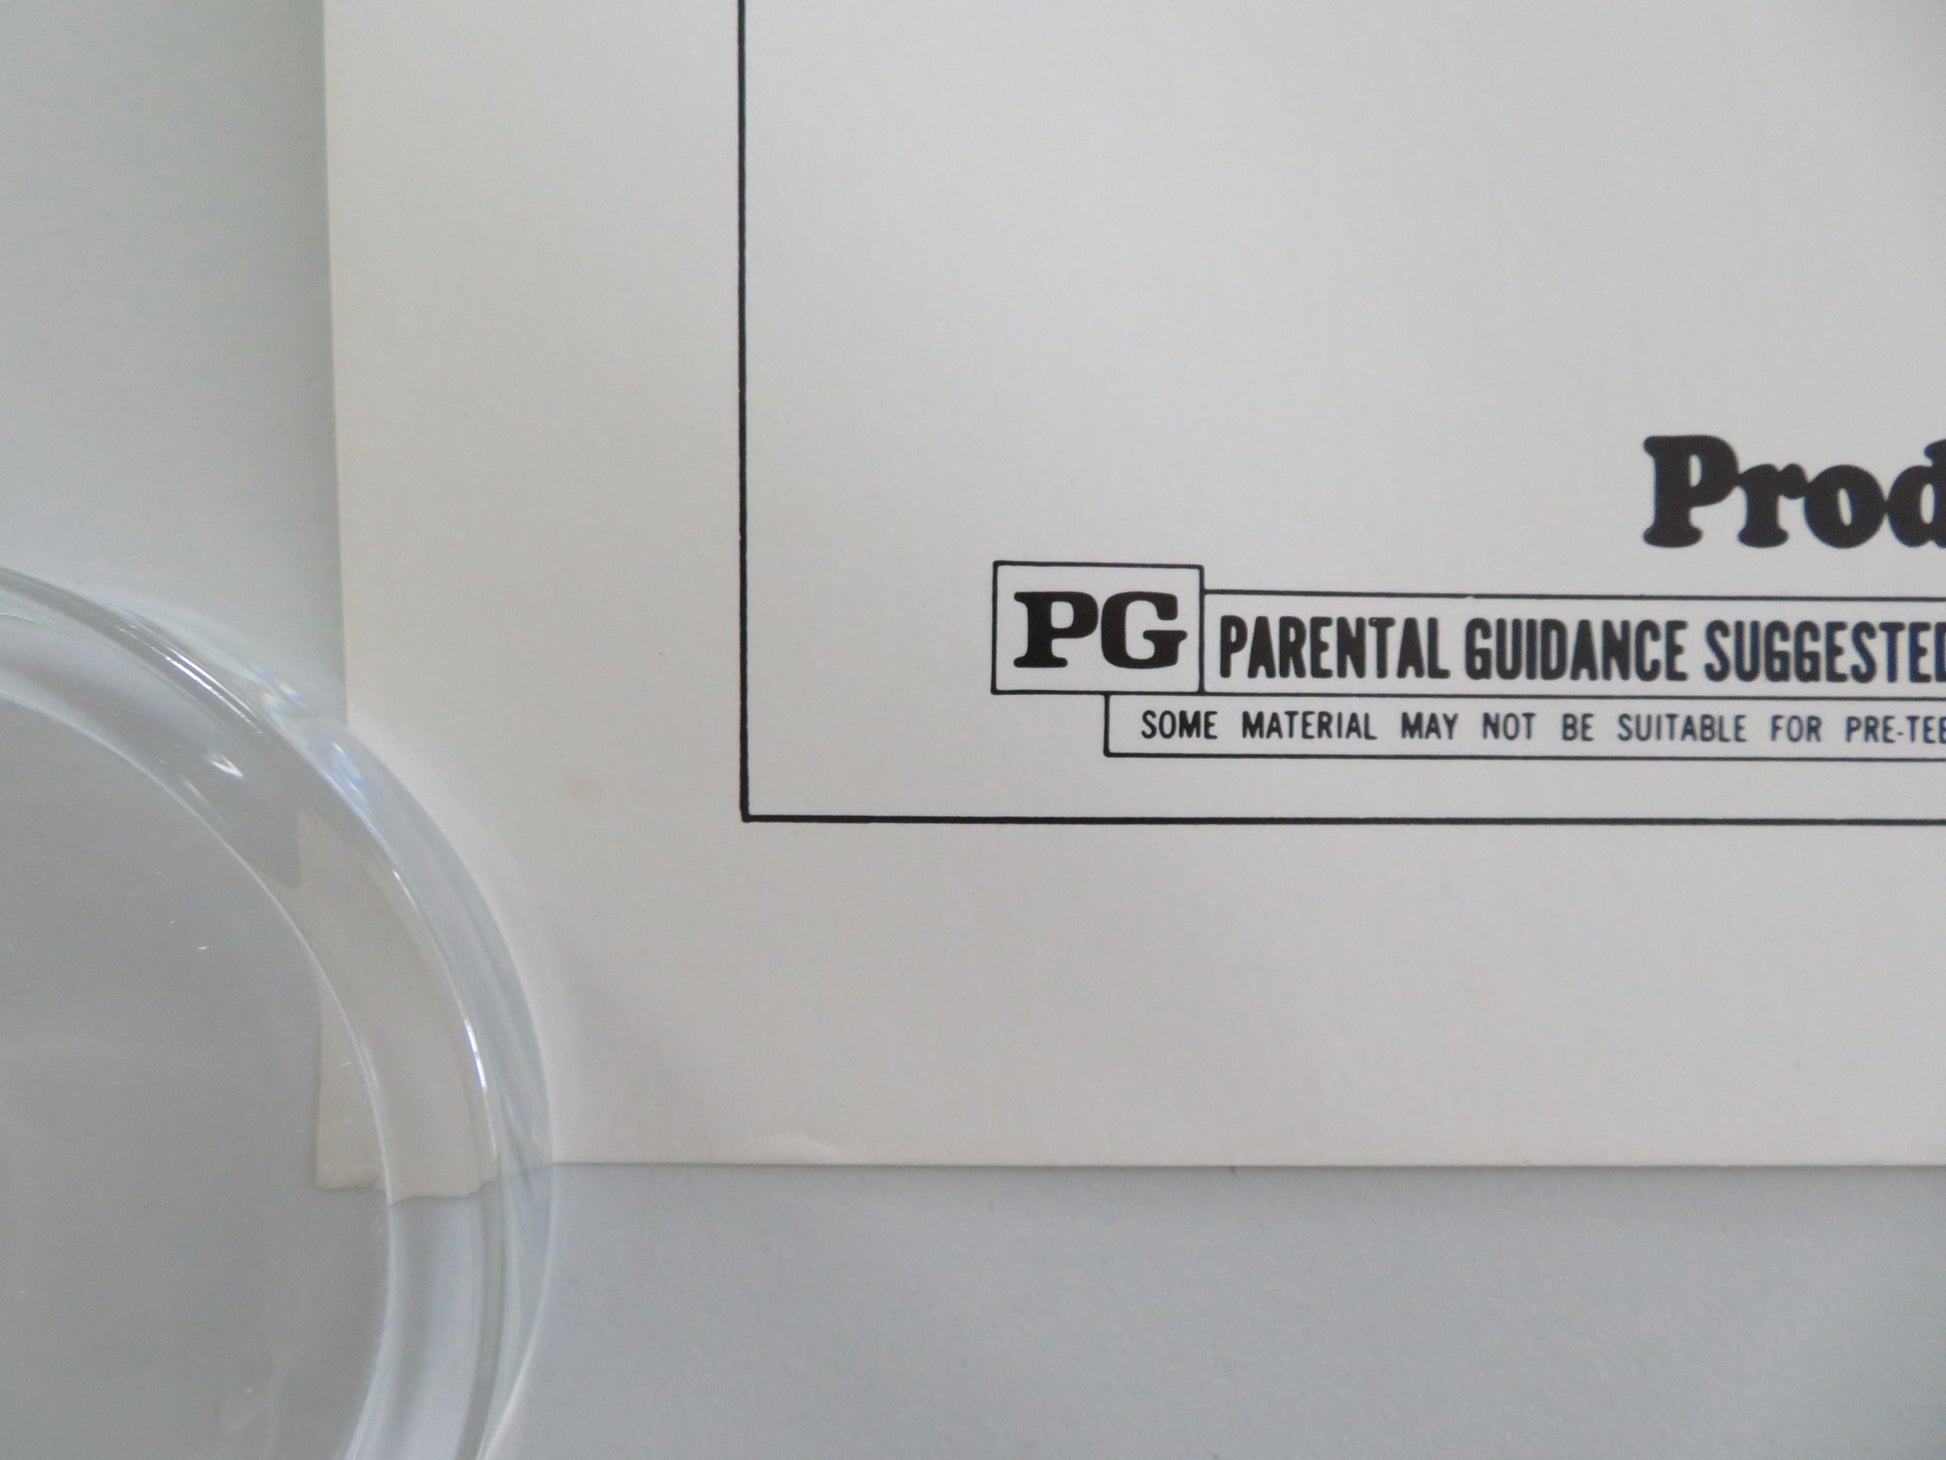 Prod
PG PARENTAL GUIDANCE SUGGESTED
SOME MATERIAL MAY NOT BE SUITABLE FOR PRE-TEE